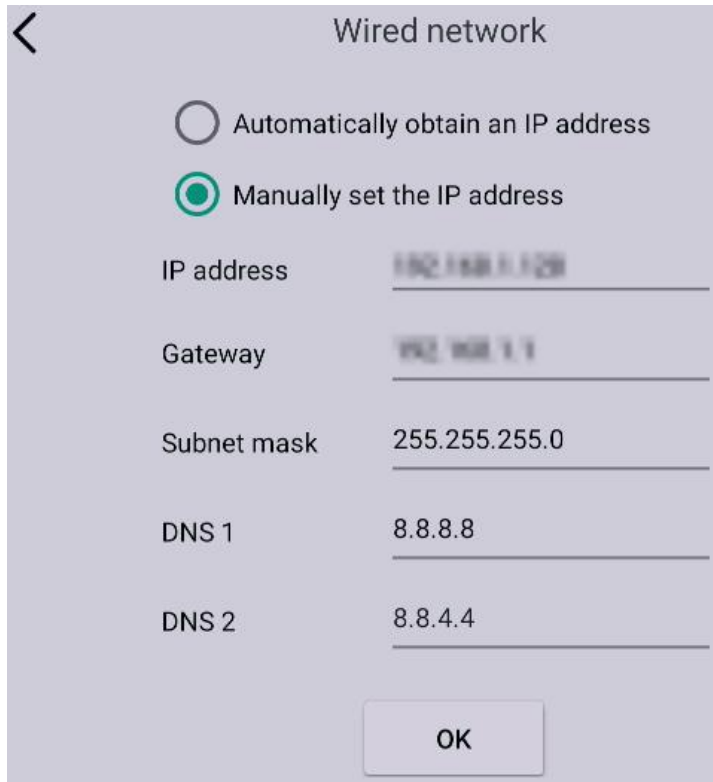 Wired network
Automatically obtain an IP address
Manually set the IP address
IP address
Gateway
Subnet mask 255.255.255.0
DNS 1 8.8.8.8
DNS 2 8.8.4.4
OK